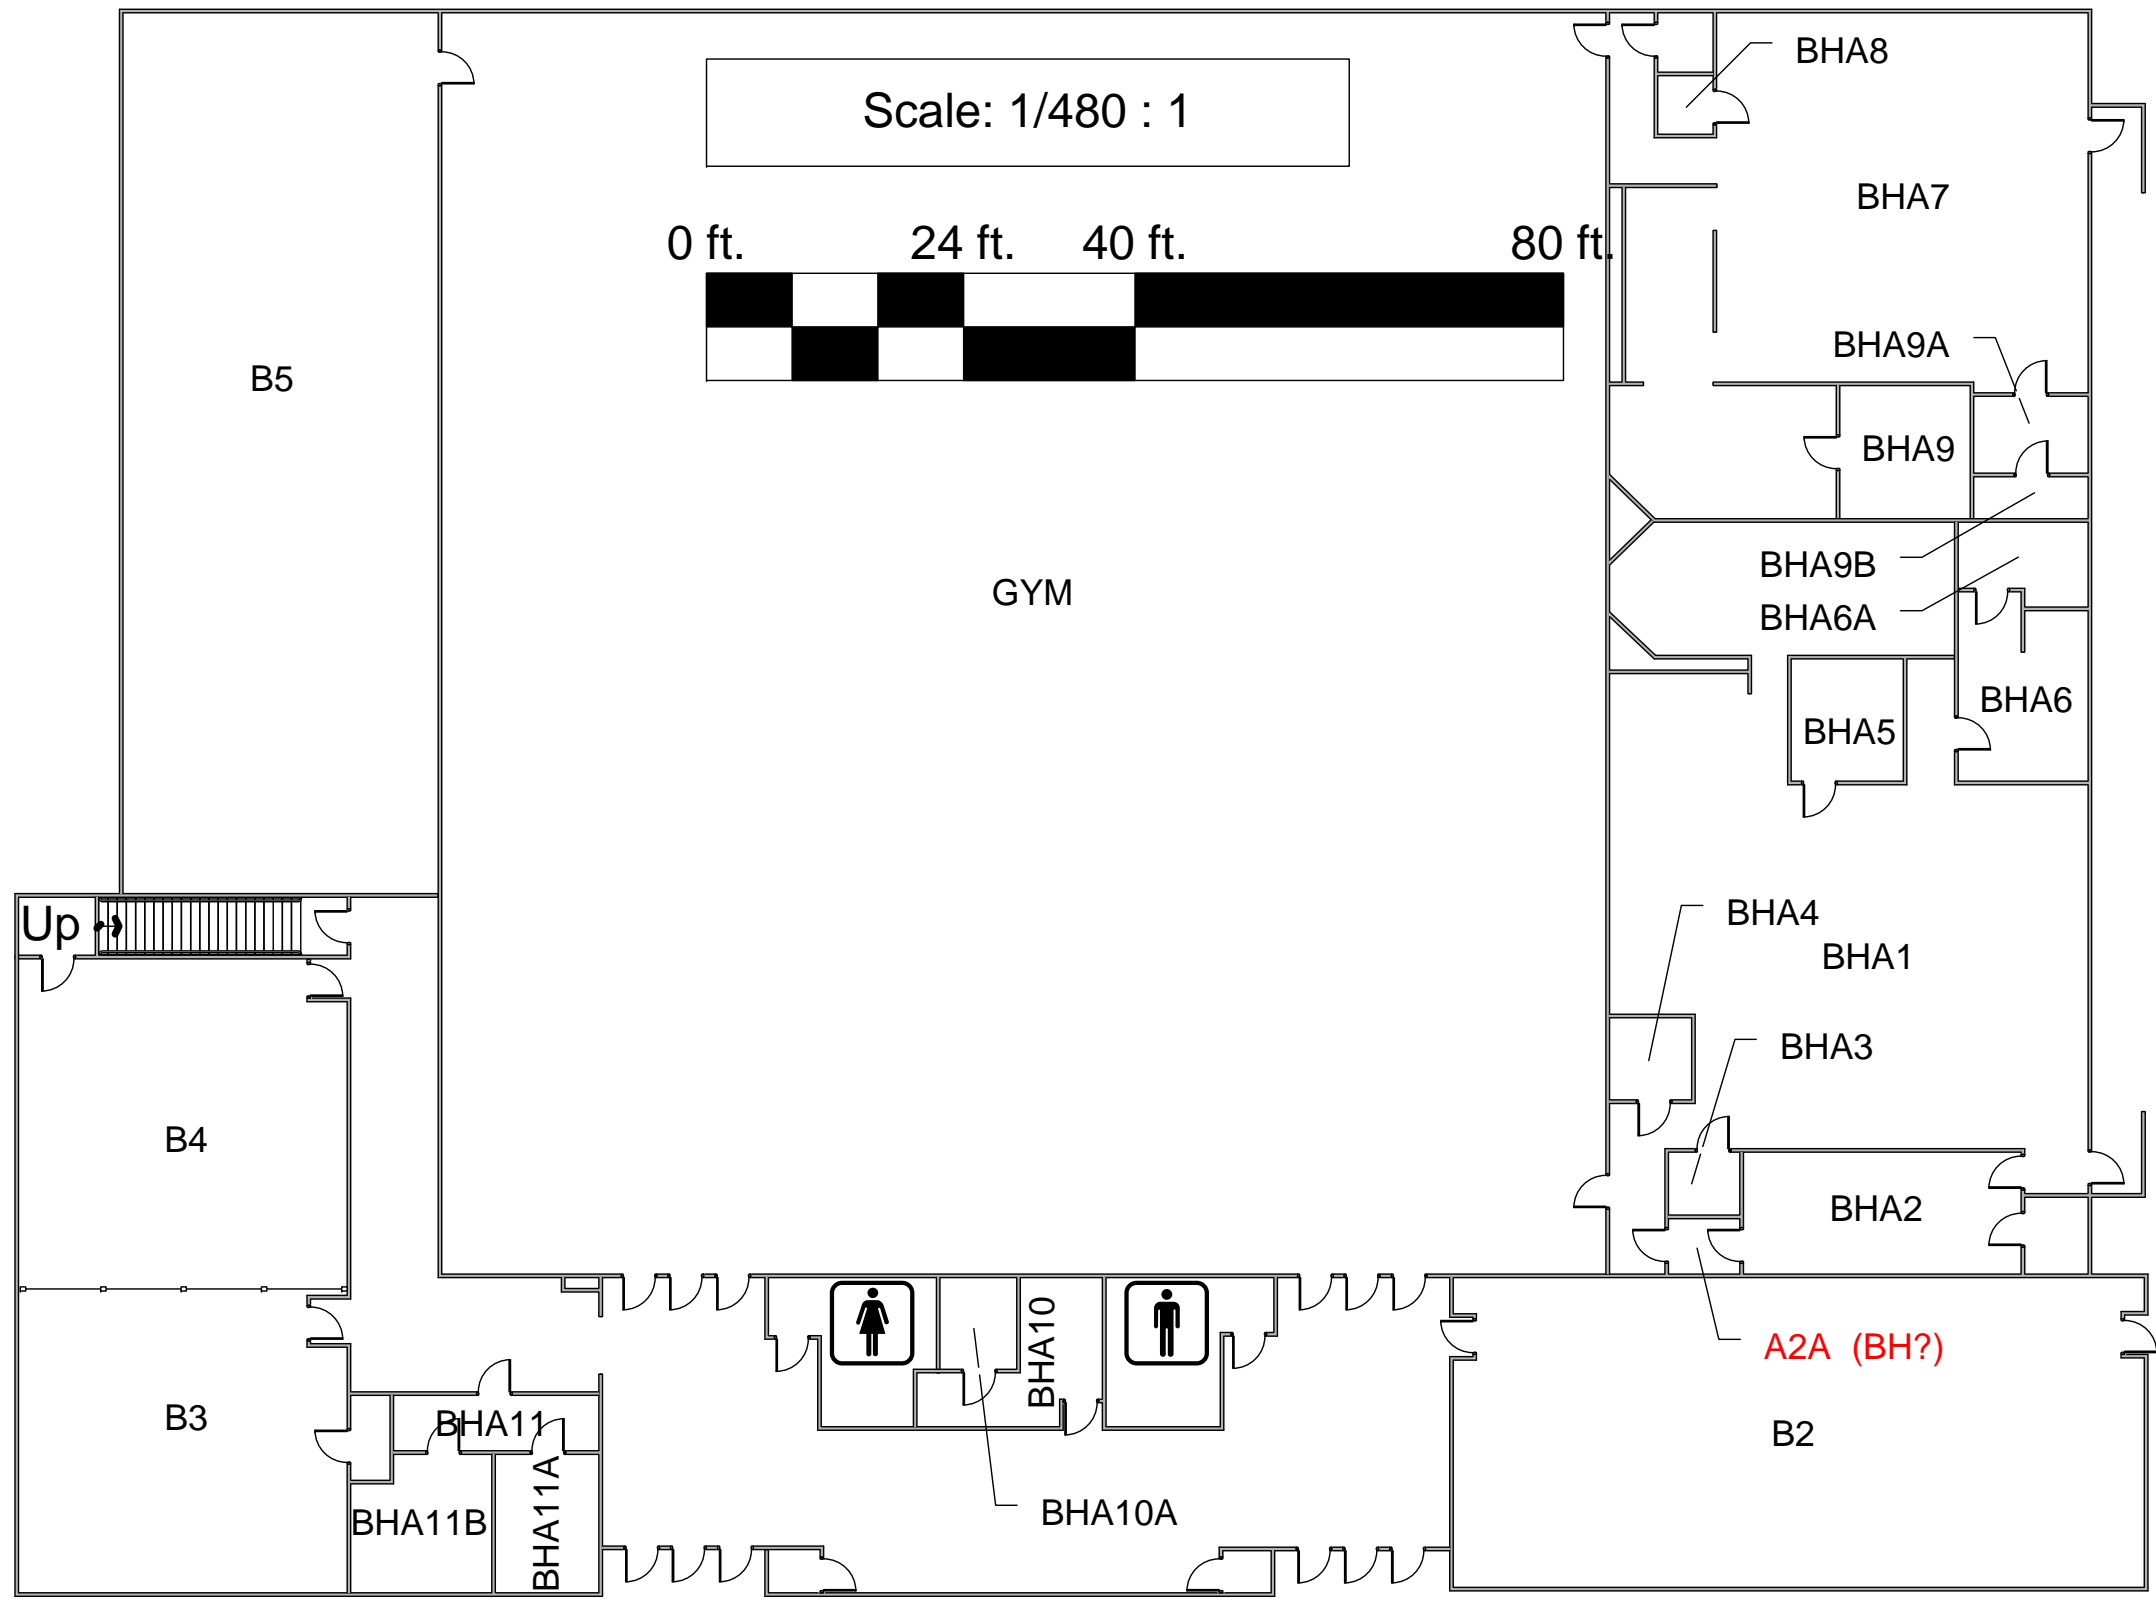 BHA8
Scale: 1/480 : 1
BHA7
0 ft. 24 ft. 40 ft. 80 ft.
BHA9A
B5
BHA9
BHA9B
GYM
BHA6A
BHA6
BHA5
BHA4
Up
BHA1
BHA3
B4
BHA2
BHA10
A2A (BH?)
B3
BHA11
B2
BHA11A
BHA10A
BHA11B